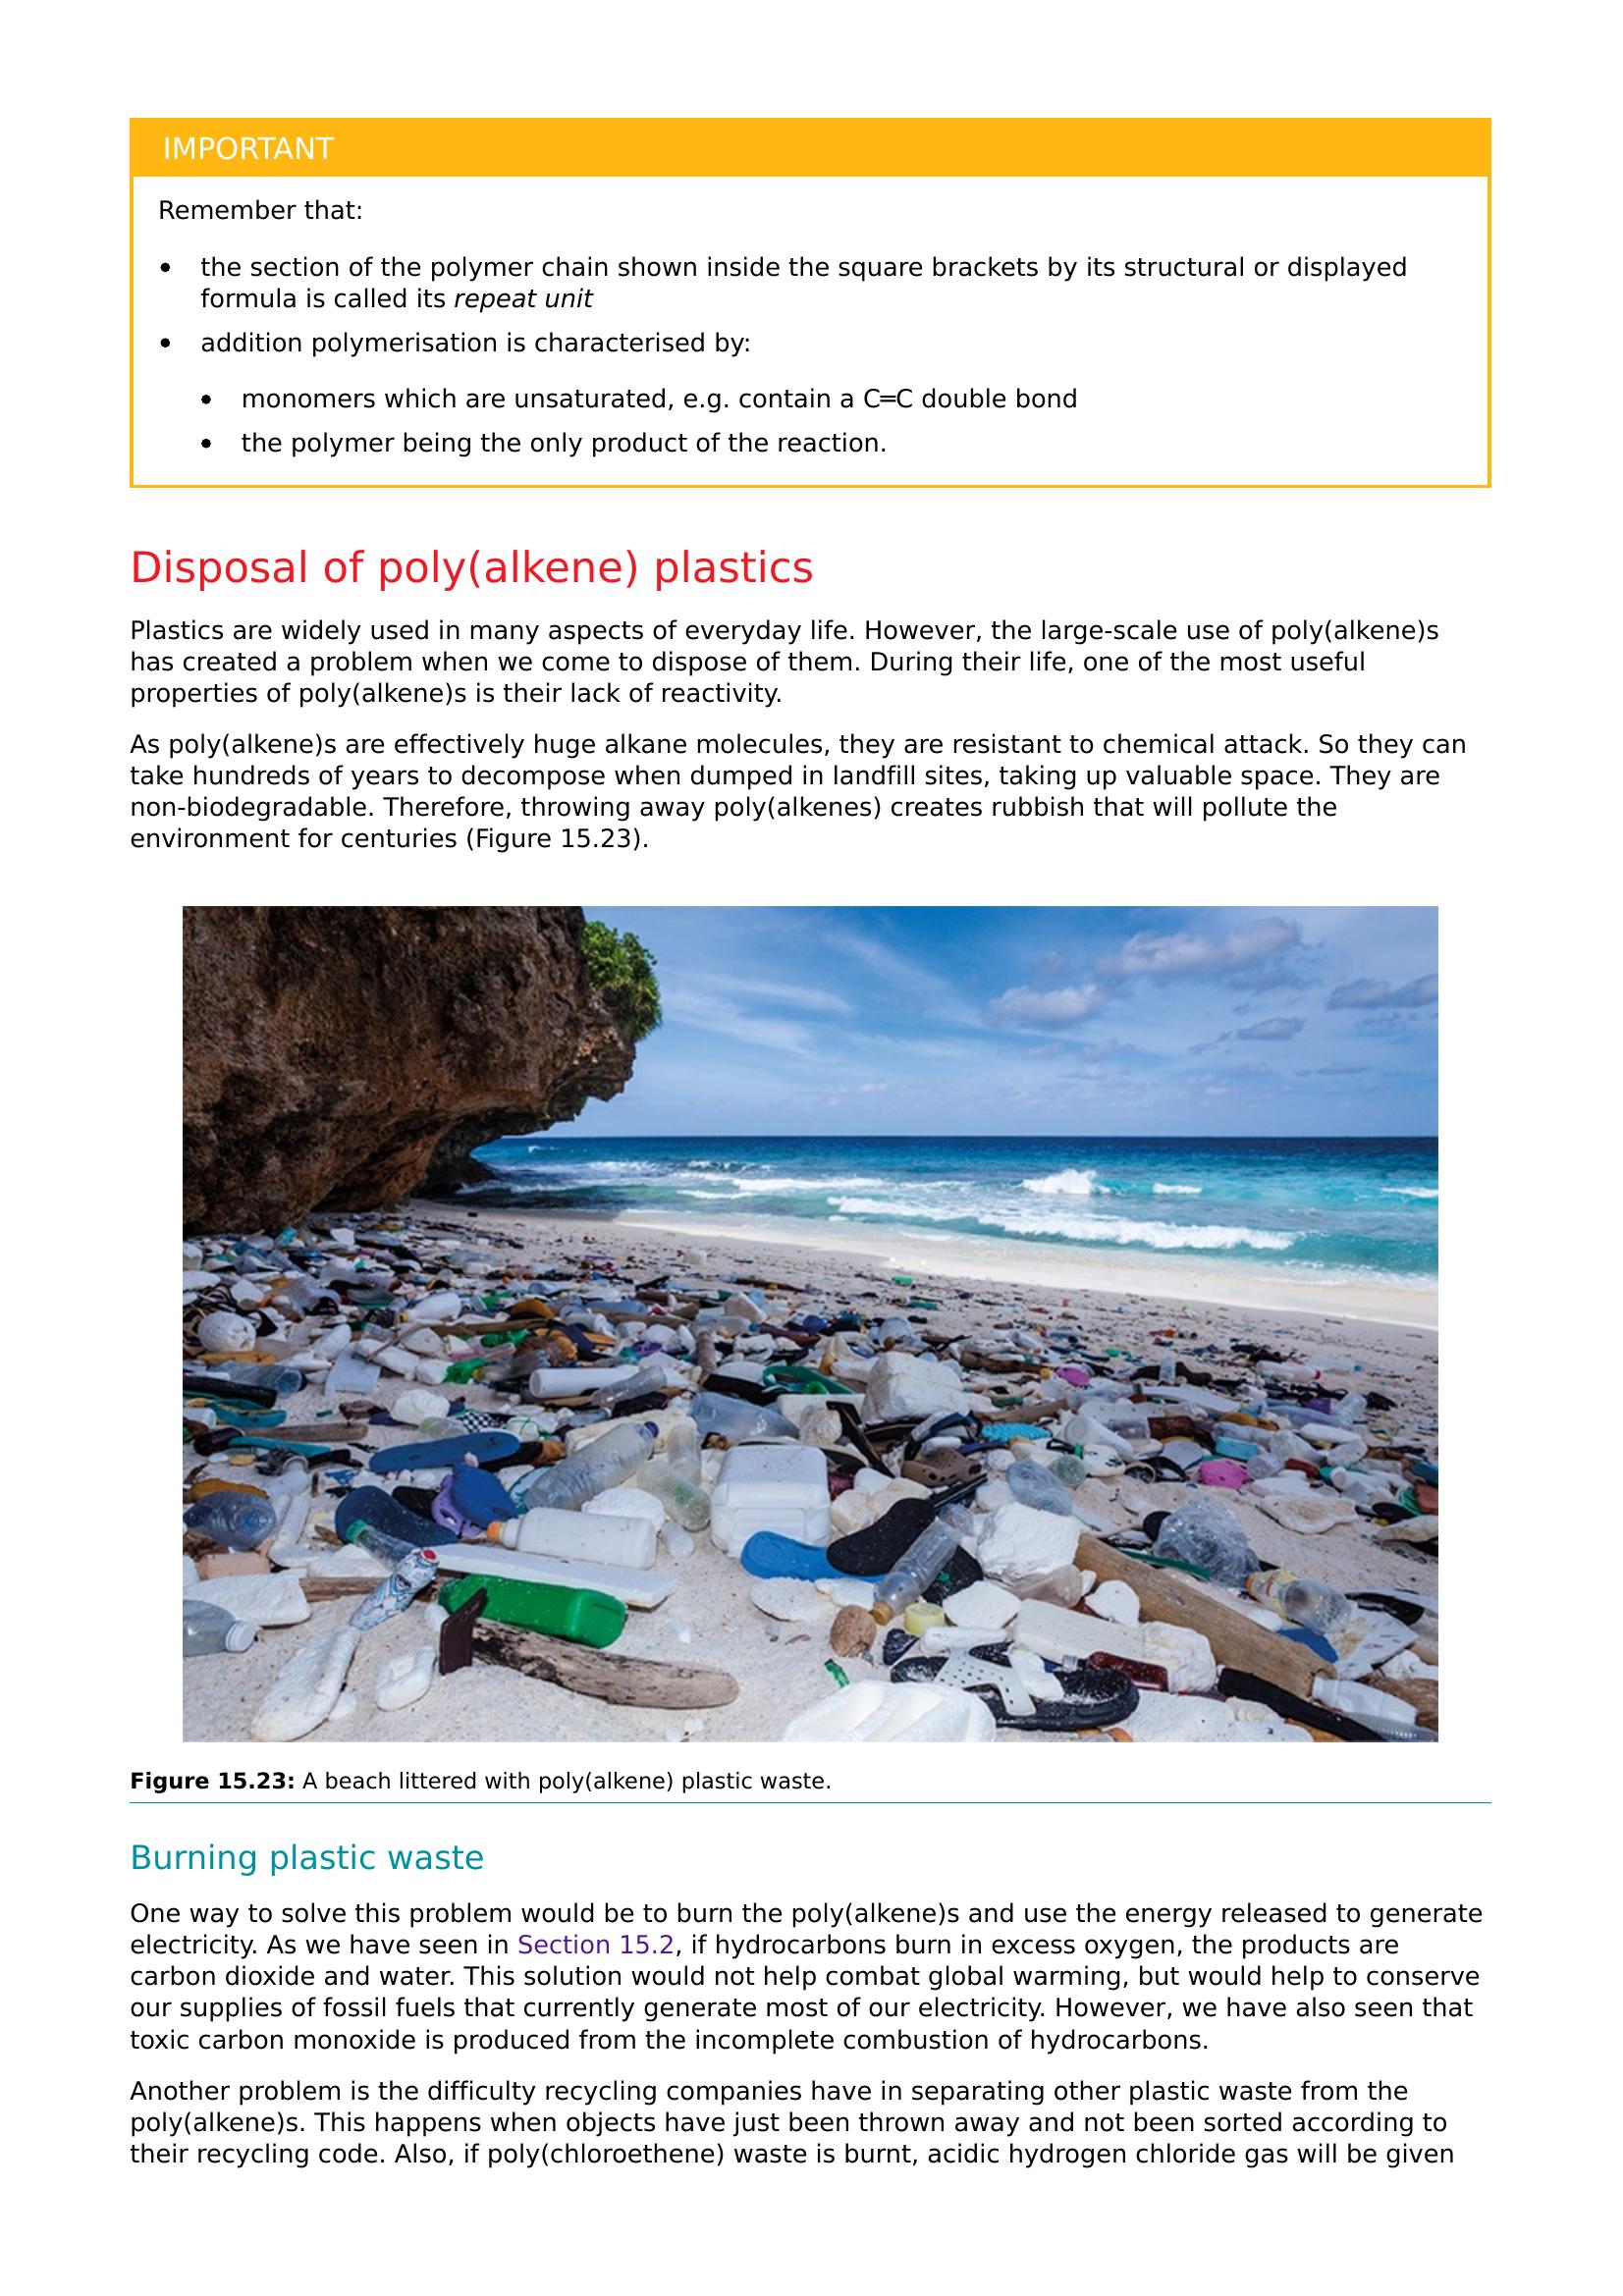 IMPORTANT
Remember that:
• the section of the polymer chain shown inside the square brackets by its structural or displayed
formula is called its repeat unit
• addition polymerisation is characterised by:
• monomers which are unsaturated, e.g. contain a C═C double bond
• the polymer being the only product of the reaction.
Disposal of poly(alkene) plastics
Plastics are widely used in many aspects of everyday life. However, the large-scale use of poly(alkene)s
has created a problem when we come to dispose of them. During their life, one of the most useful
properties of poly(alkene)s is their lack of reactivity.
As poly(alkene)s are effectively huge alkane molecules, they are resistant to chemical attack. So they can
take hundreds of years to decompose when dumped in landfill sites, taking up valuable space. They are
non-biodegradable. Therefore, throwing away poly(alkenes) creates rubbish that will pollute the
environment for centuries (Figure 15.23).
Figure 15.23: A beach littered with poly(alkene) plastic waste.
Burning plastic waste
One way to solve this problem would be to burn the poly(alkene)s and use the energy released to generate
electricity. As we have seen in Section 15.2, if hydrocarbons burn in excess oxygen, the products are
carbon dioxide and water. This solution would not help combat global warming, but would help to conserve
our supplies of fossil fuels that currently generate most of our electricity. However, we have also seen that
toxic carbon monoxide is produced from the incomplete combustion of hydrocarbons.
Another problem is the difficulty recycling companies have in separating other plastic waste from the
poly(alkene)s. This happens when objects have just been thrown away and not been sorted according to
their recycling code. Also, if poly(chloroethene) waste is burnt, acidic hydrogen chloride gas will be given